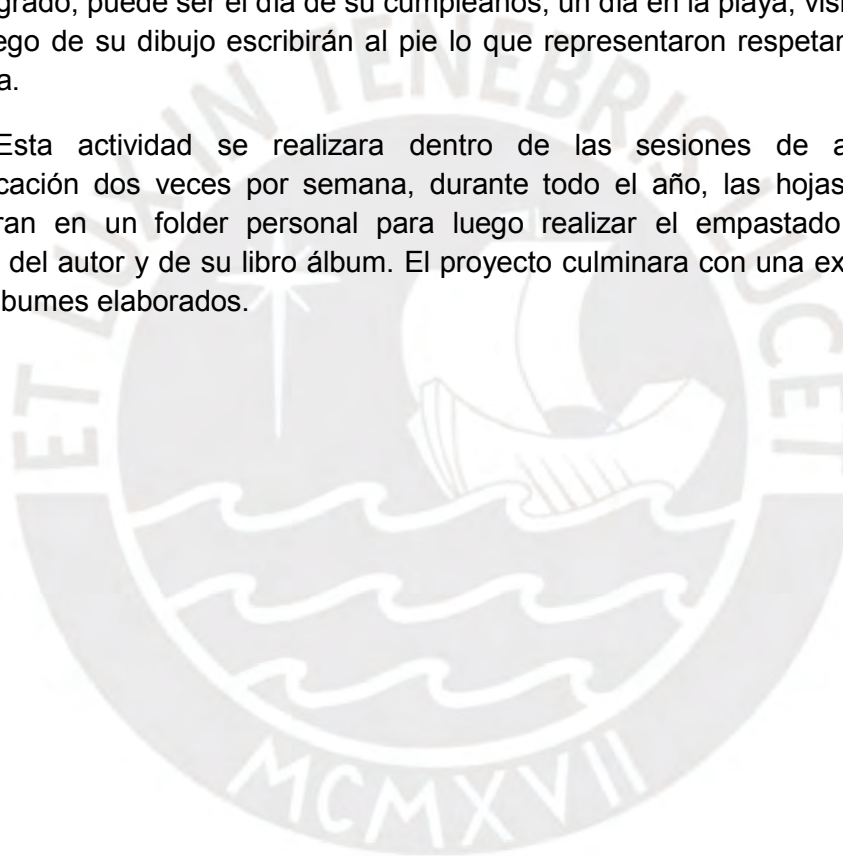 grado, puede ser el día de su cumpleaños, un día en la playa, visi
ego de su dibujo escribirán al pie lo que representaron respetan
a.
Esta actividad se realizara dentro de las sesiones de a
cación dos veces por semana, durante todo el año, las hojas
ran en un folder personal para luego realizar el empastado
del autor y de su libro álbum. El proyecto culminara con una ex
bumes elaborados.
ET LUX IN TENEBRIS LUCET
MCMXVII